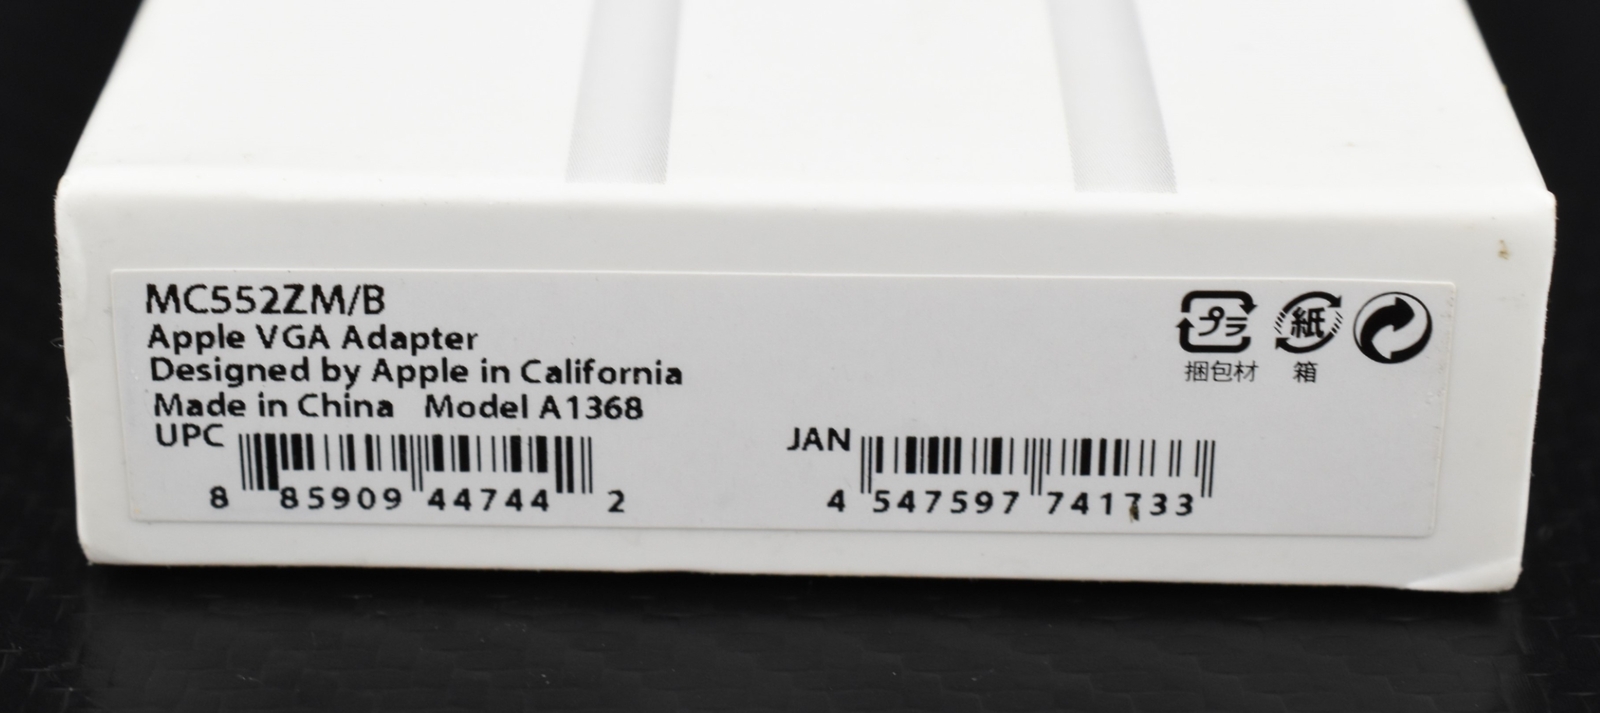 MC552ZM/B
Apple VGA Adapter
Designed by Apple in California
Made in China Model A1368
UPC
8 85909 44744 2
JAN
4 547597 741733
プラ
捆包材
紙
箱